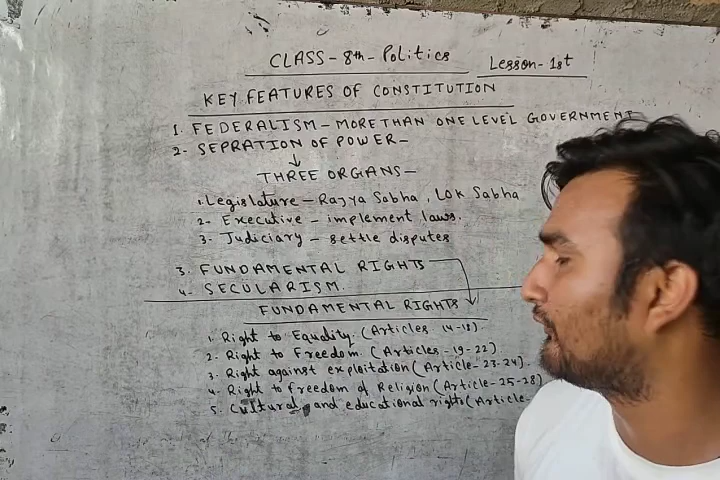 CLASS - 8th - Politics
Lesson - 1st
KEY FEATURES OF CONSTITUTION
1. FEDERALISM - MORE THAN ONE LEVEL GOVERNMENT
2- SEPRATION OF POWER -
↓
THREE ORGANS -
1. Legislature - Rajya Sabha, Lok Sabha
2- Executive - implement laws.
3- Judiciary - settle disputes
3. FUNDAMENTAL RIGHTS
4- SECULARISM.
FUNDAMENTAL RIGHTS
1. Right to Equality. (Articles 14-18)
2- Right to Freedom. (Articles - 19-22)
3. Right against exploitation (Article - 23-24).
4- Right to freedom of Religion (Article - 25-28)
5. Cultural and educational rights (Article-